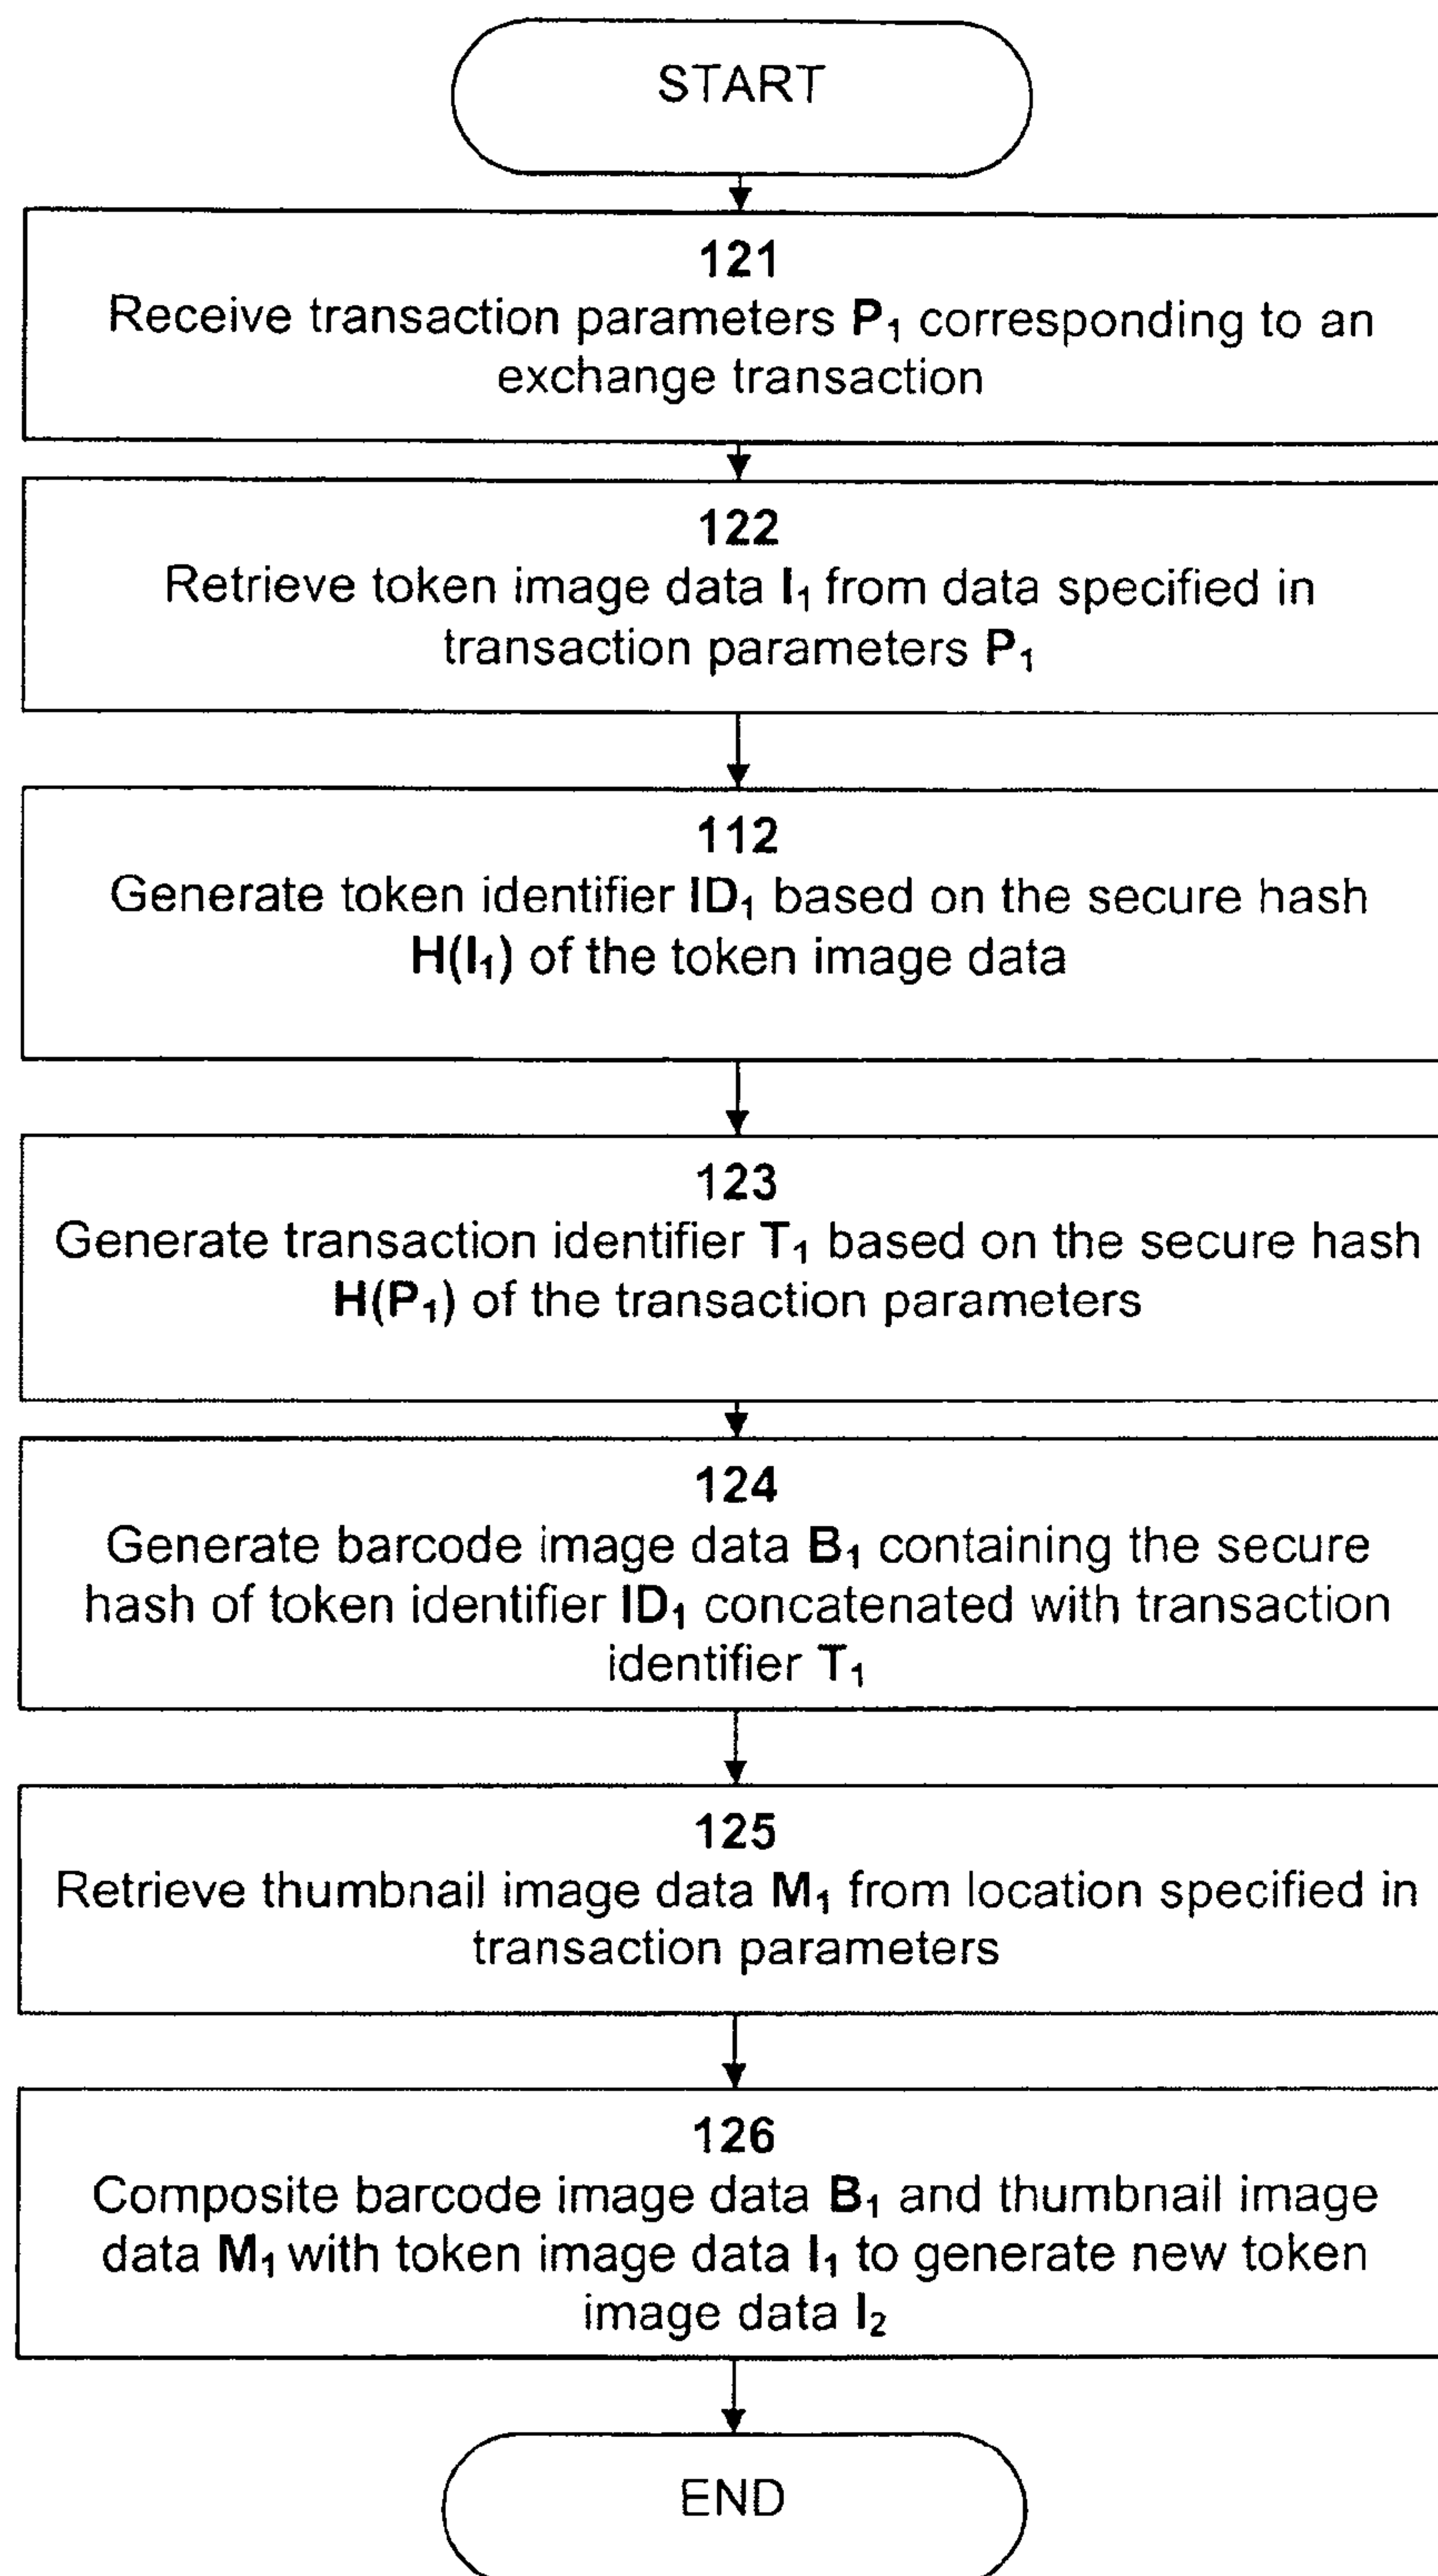 START
121
Receive transaction parameters P₁ corresponding to an
exchange transaction
122
Retrieve token image data I₁ from data specified in
transaction parameters P₁
112
Generate token identifier ID₁ based on the secure hash
H(I₁) of the token image data
123
Generate transaction identifier T₁ based on the secure hash
H(P₁) of the transaction parameters
124
Generate barcode image data B₁ containing the secure
hash of token identifier ID₁ concatenated with transaction
identifier T₁
125
Retrieve thumbnail image data M₁ from location specified in
transaction parameters
126
Composite barcode image data B₁ and thumbnail image
data M₁ with token image data I₁ to generate new token
image data I₂
END